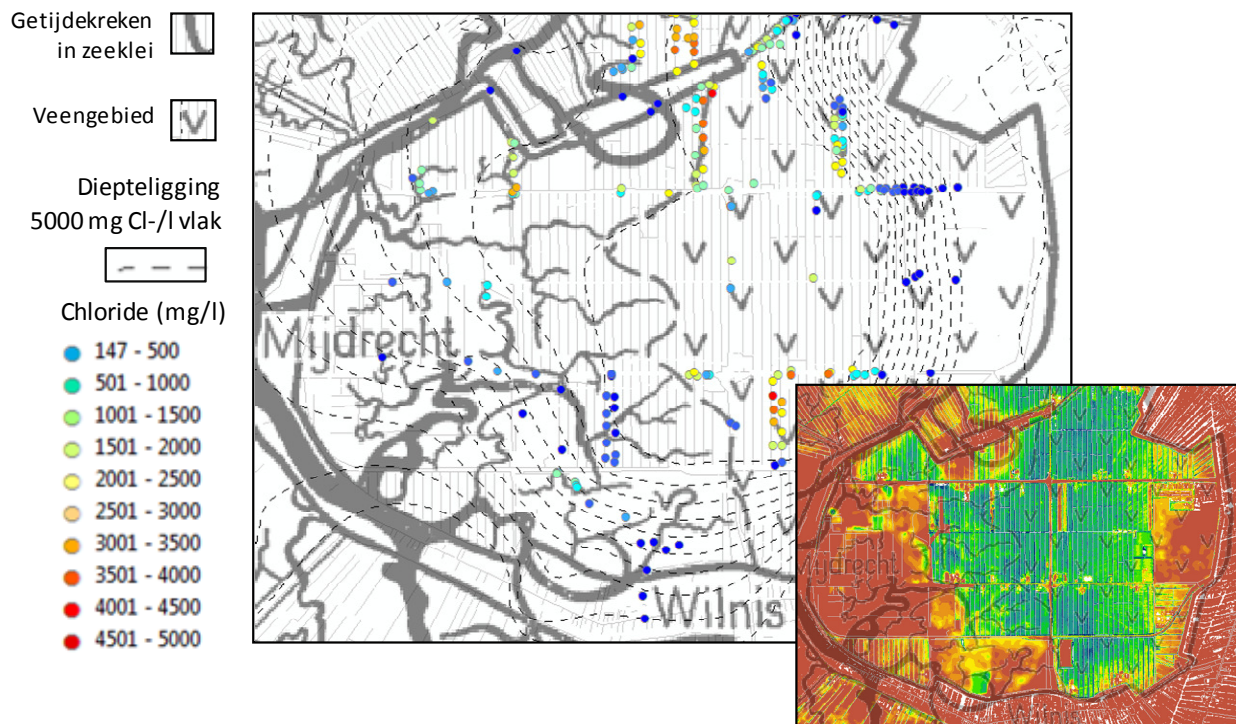 Getijdekreken
in zeeklei
Veengebied
Diepteligging
5000 mg Cl-/l vlak
Chloride (mg/l)
147 - 500
501 - 1000
1001 - 1500
1501 - 2000
2001 - 2500
2501 - 3000
3001 - 3500
3501 - 4000
4001 - 4500
4501 - 5000
Mijdrecht
Wilnis
Mijdrecht
Wilnis